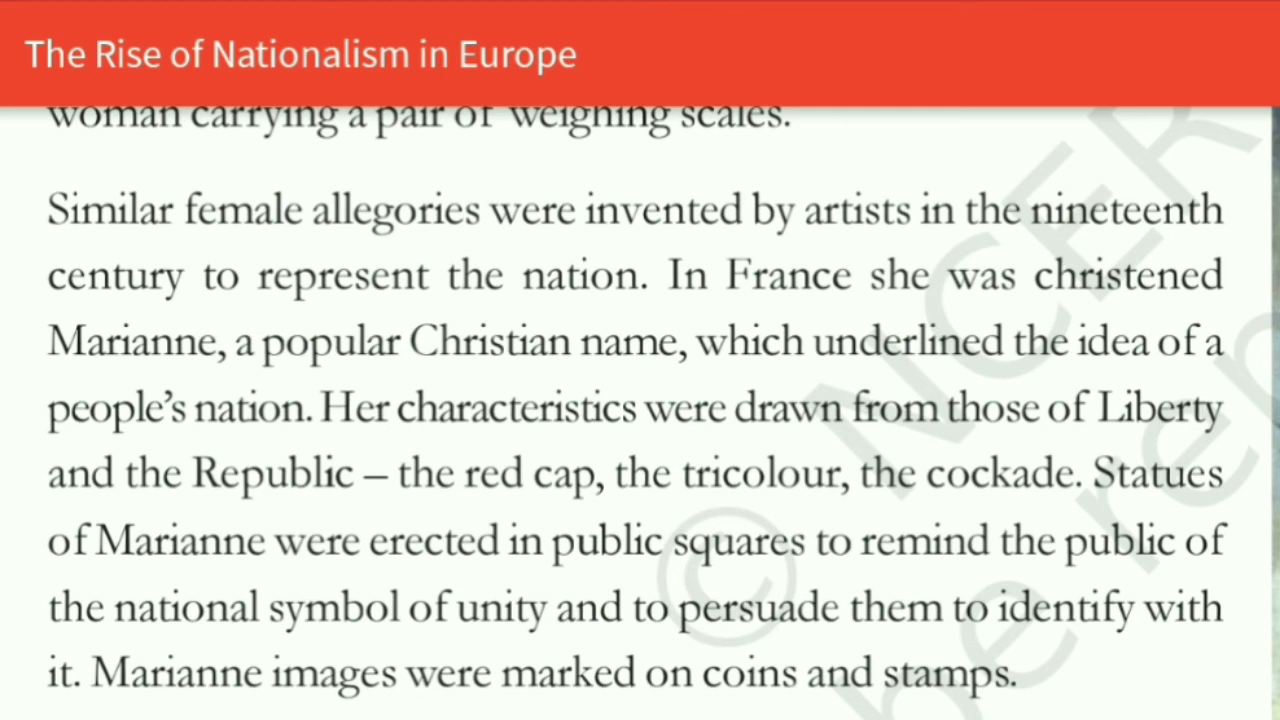 The Rise of Nationalism in Europe
woman carrying a pair of weighing scales.
Similar female allegories were invented by artists in the nineteenth
century to represent the nation. In France she was christened
Marianne, a popular Christian name, which underlined the idea of a
people’s nation. Her characteristics were drawn from those of Liberty
and the Republic – the red cap, the tricolour, the cockade. Statues
of Marianne were erected in public squares to remind the public of
the national symbol of unity and to persuade them to identify with
it. Marianne images were marked on coins and stamps.
© NCER
be rep